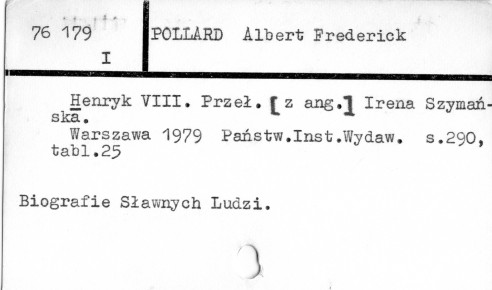 76 179 POLLARD Albert Frederick
I
Henryk VIII. Przeł. [z ang.] Irena Szymań-
ska.
Warszawa 1979 Państw.Inst.Wydaw. s.290,
tabl.25
Biografie Sławnych Ludzi.